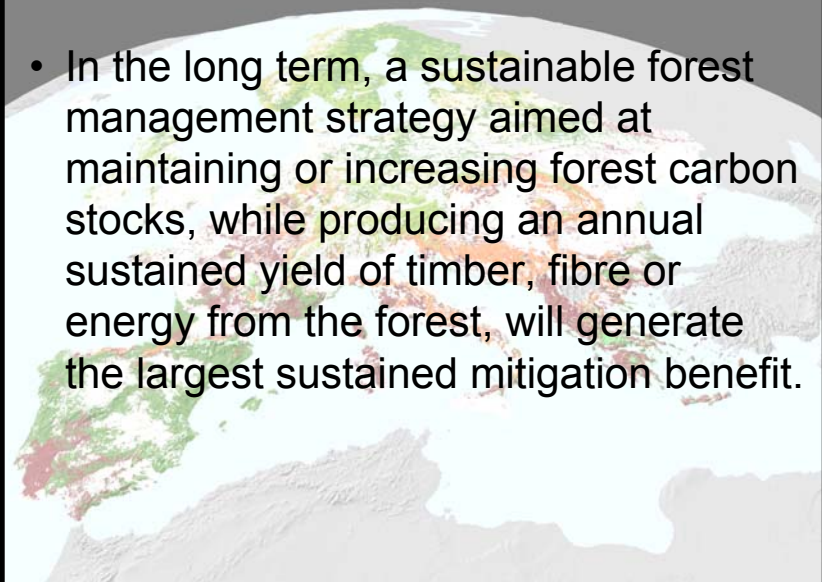 • In the long term, a sustainable forest
management strategy aimed at
maintaining or increasing forest carbon
stocks, while producing an annual
sustained yield of timber, fibre or
energy from the forest, will generate
the largest sustained mitigation benefit.